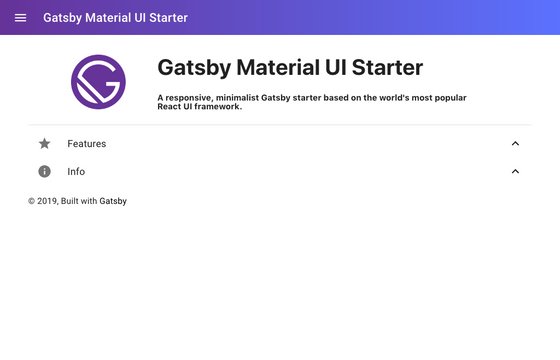 Gatsby Material UI Starter
Gatsby Material UI Starter
A responsive, minimalist Gatsby starter based on the world's most popular
React UI framework.
Features
Info
© 2019, Built with Gatsby